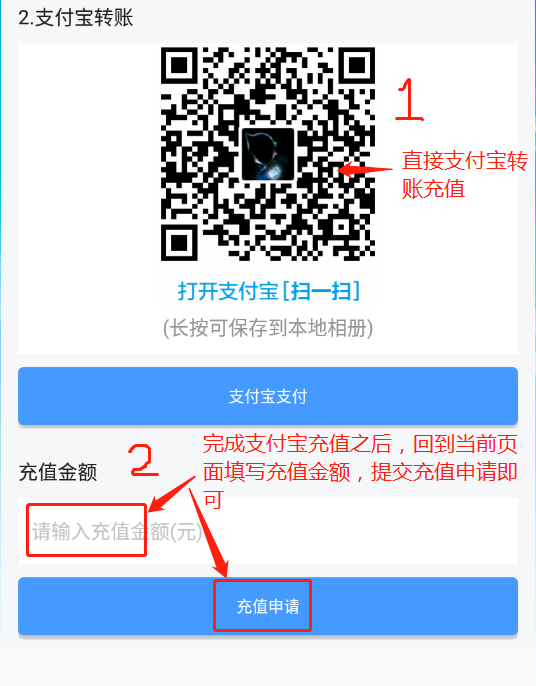 2.支付宝转账
1
直接支付宝转
账充值
打开支付宝[扫一扫]
(长按可保存到本地相册)
支付宝支付
完成支付宝充值之后，回到当前页
面填写充值金额，提交充值申请即
可
充值金额
2
请输入充值金额(元)
充值申请